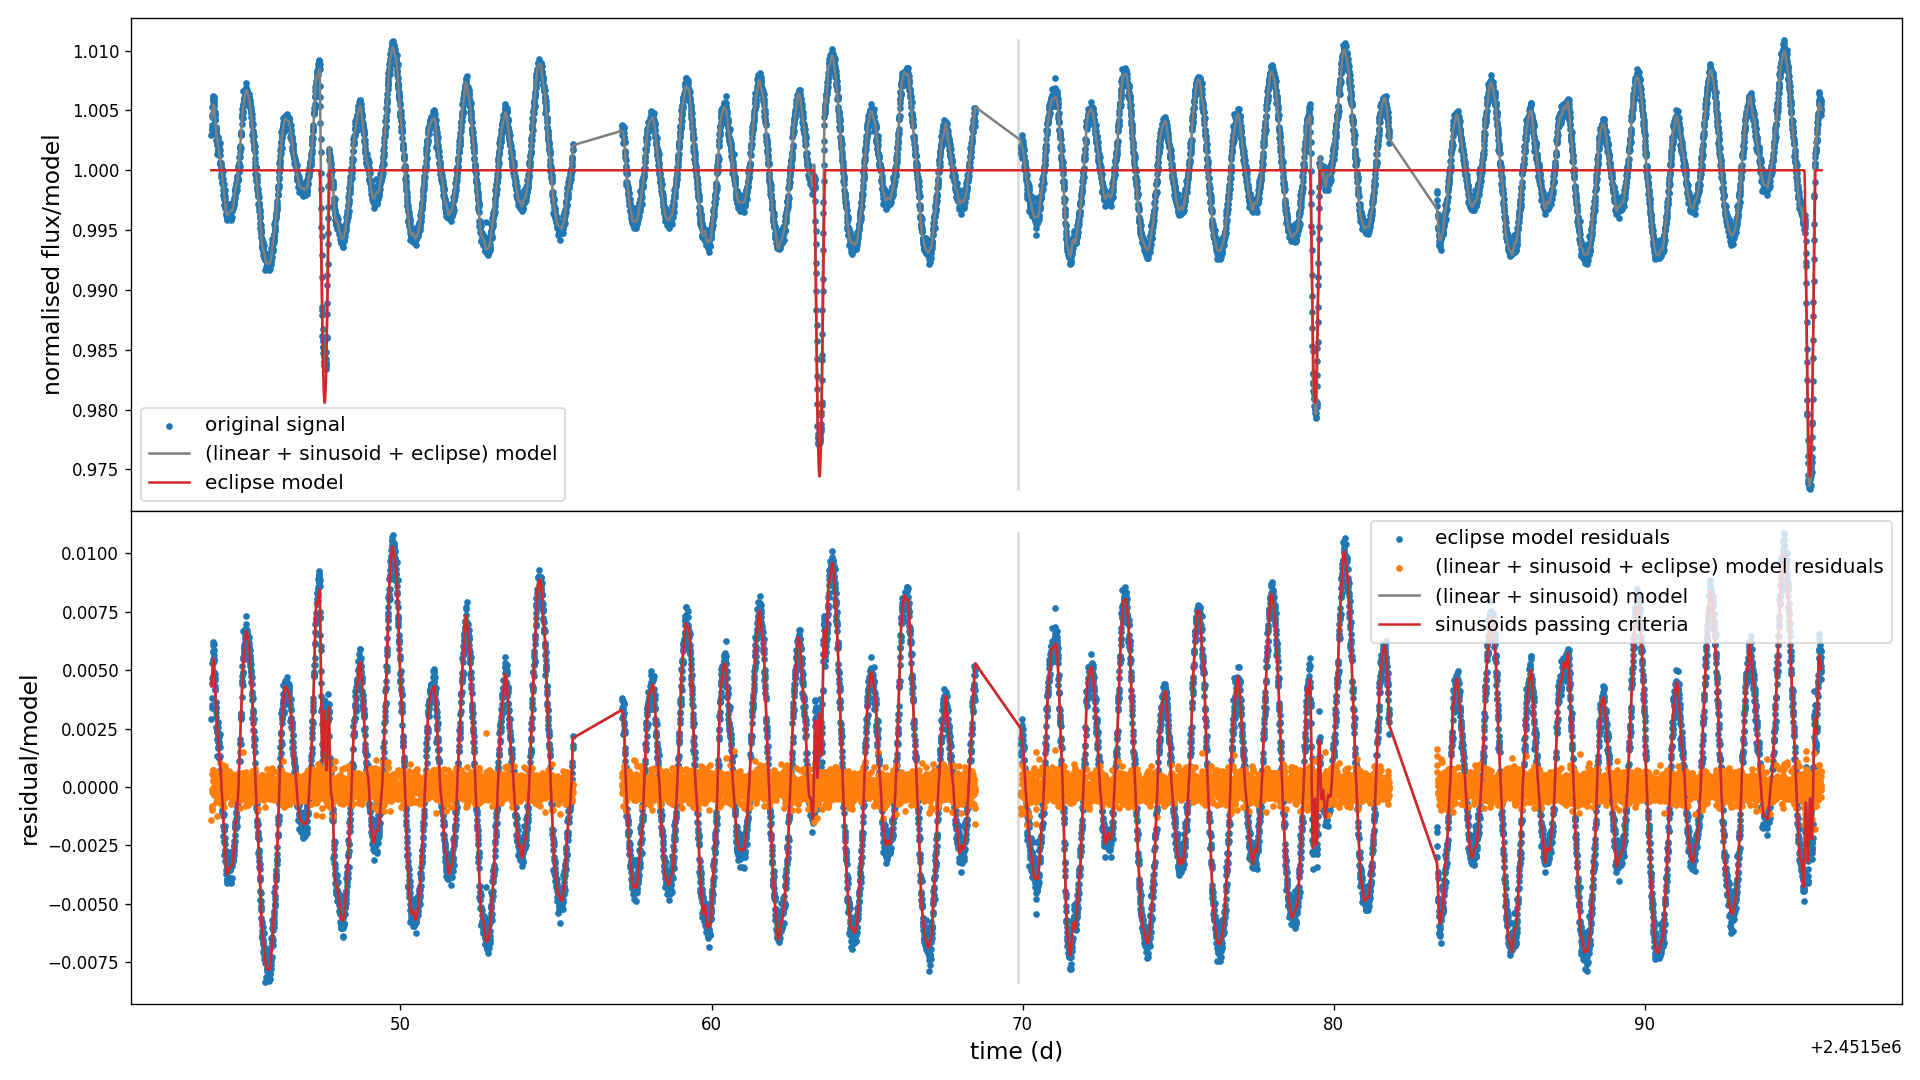 1.010
1.005
1.000
0.995
0.990
0.985
0.980
0.975
normalised flux/model
original signal
(linear + sinusoid + eclipse) model
eclipse model
0.0100
0.0075
0.0050
0.0025
0.0000
−0.0025
−0.0050
−0.0075
residual/model
eclipse model residuals
(linear + sinusoid + eclipse) model residuals
(linear + sinusoid) model
sinusoids passing criteria
50
60
70
80
90
time (d)
+2.4515e6